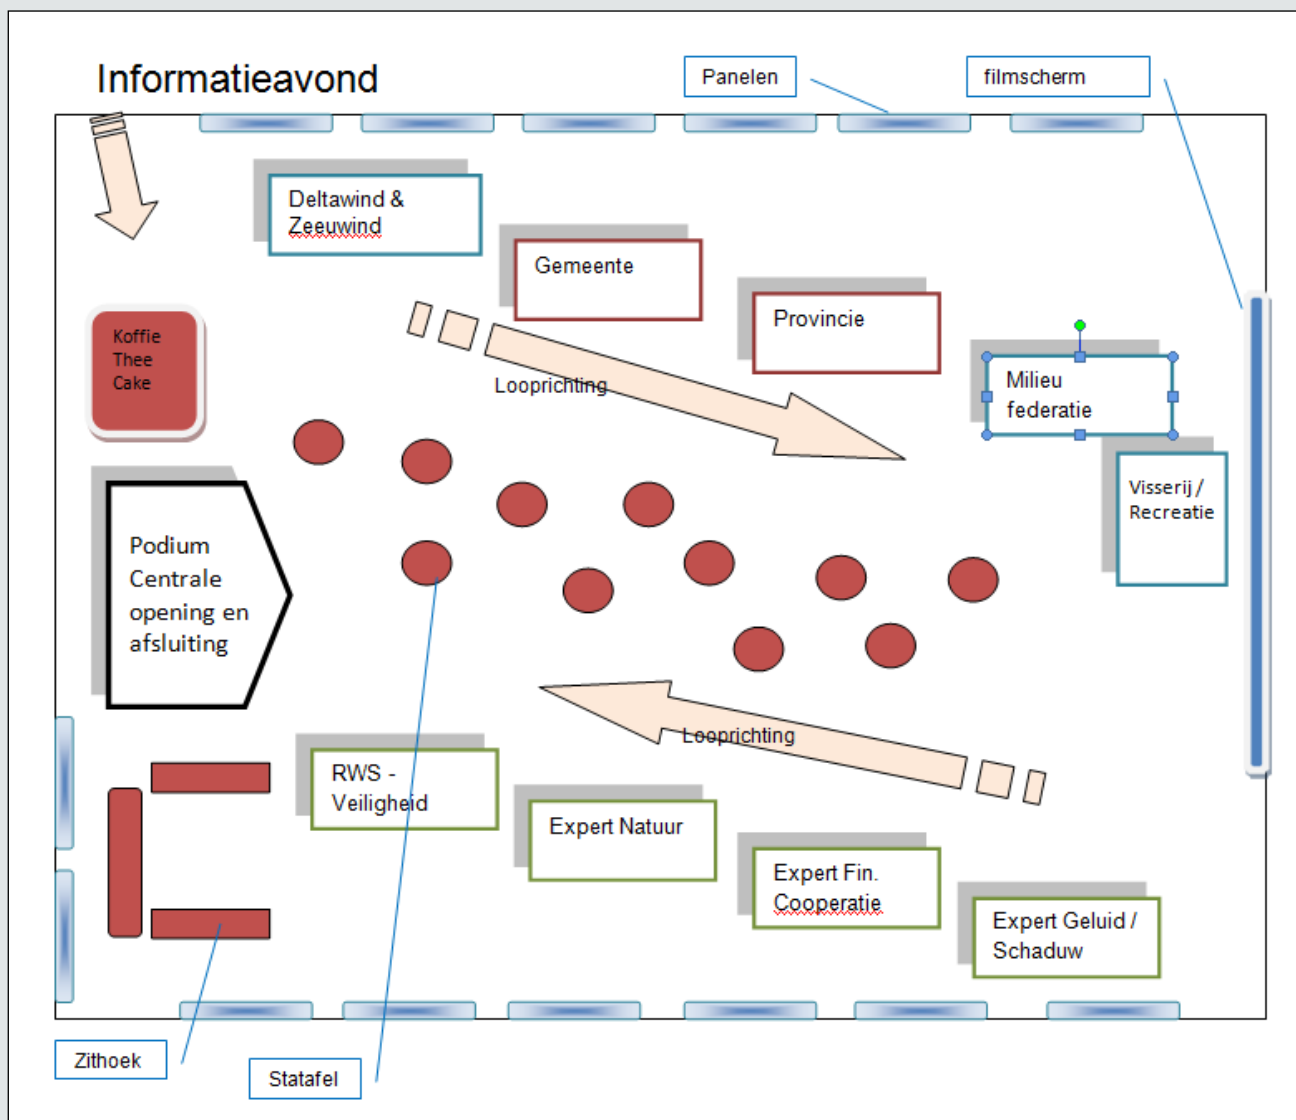 Informatieavond
Panelen
filmscherm
Deltawind &
Zeeuwind
Gemeente
Provincie
Milieu
federatie
Visserij /
Recreatie
Koffie
Thee
Cake
Looprichting
Podium
Centrale
opening en
afsluiting
Looprichting
RWS -
Veiligheid
Expert Natuur
Expert Fin.
Cooperatie
Expert Geluid /
Schaduw
Zithoek
Statafel